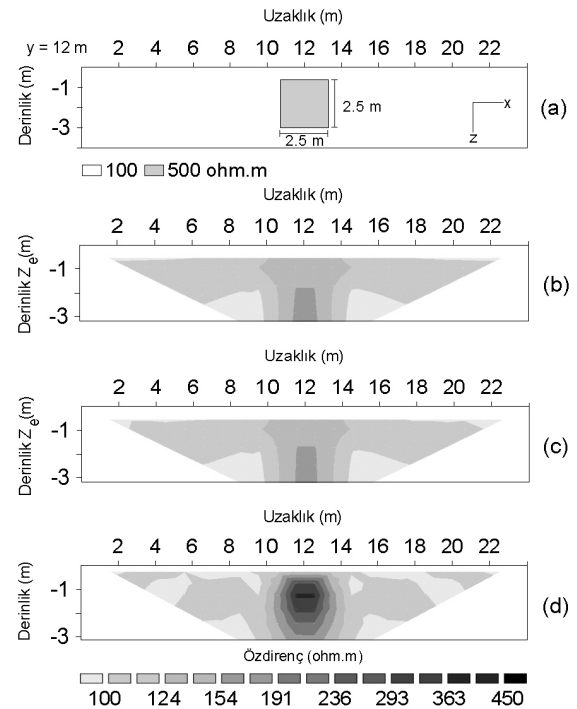 Uzaklık (m)
y = 12 m 2 4 6 8 10 12 14 16 18 20 22
Derinlik (m)
-1
-3
2.5 m
2.5 m
x
z
(a)
100 500 ohm.m
Uzaklık (m)
2 4 6 8 10 12 14 16 18 20 22
Derinlik Ze(m)
-1
-3
(b)
Uzaklık (m)
2 4 6 8 10 12 14 16 18 20 22
Derinlik Ze(m)
-1
-3
(c)
Uzaklık (m)
2 4 6 8 10 12 14 16 18 20 22
Derinlik (m)
-1
-3
(d)
Özdirenç (ohm.m)
100 124 154 191 236 293 363 450